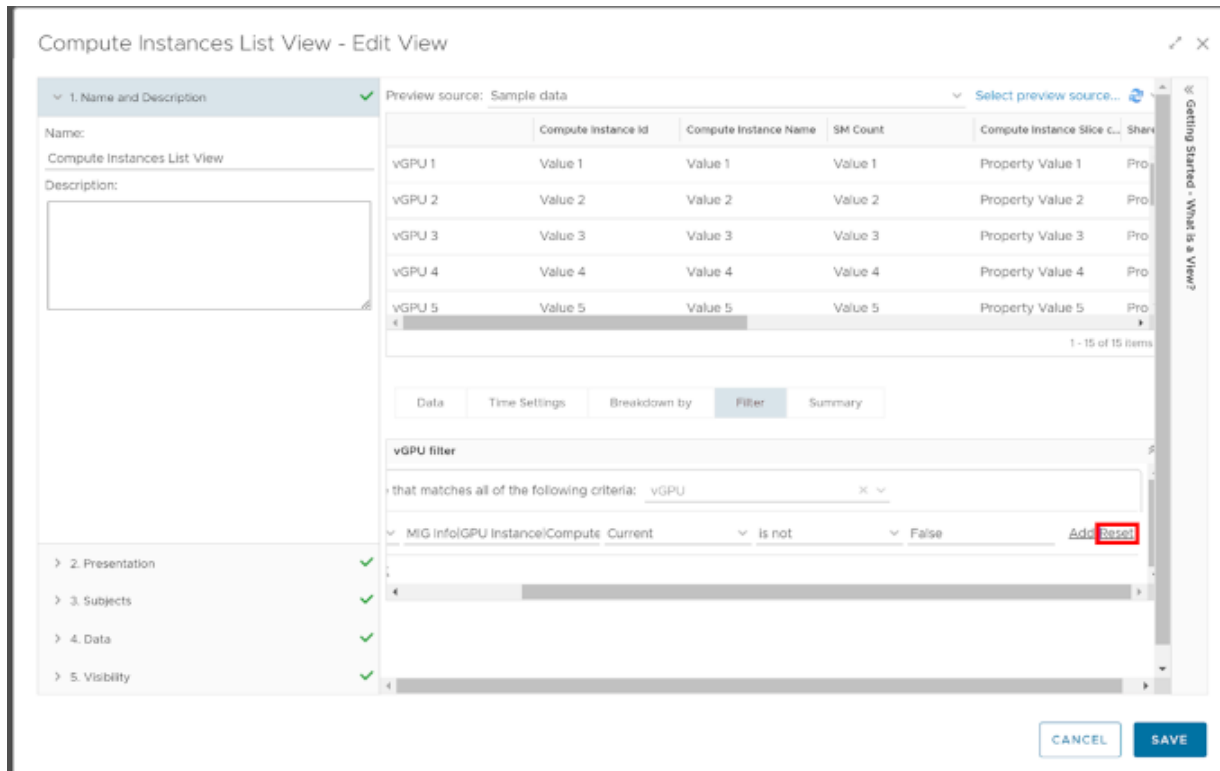 Compute Instances List View - Edit View
1. Name and Description
Name:
Compute Instances List View
Description:
2. Presentation
3. Subjects
4. Data
5. Visibility
Preview source: Sample data
Select preview source...
Compute Instance Id Compute Instance Name SM Count Compute Instance Slice c... Share
vGPU 1 Value 1 Value 1 Value 1 Property Value 1 Pro
vGPU 2 Value 2 Value 2 Value 2 Property Value 2 Pro
vGPU 3 Value 3 Value 3 Value 3 Property Value 3 Pro
vGPU 4 Value 4 Value 4 Value 4 Property Value 4 Pro
vGPU 5 Value 5 Value 5 Value 5 Property Value 5 Pro
1 - 15 of 15 items
Data Time Settings Breakdown by Filter Summary
vGPU filter
that matches all of the following criteria: vGPU
MIG Info|GPU Instance|Compute Current is not False Add Reset
Getting Started - What is a View?
CANCEL SAVE